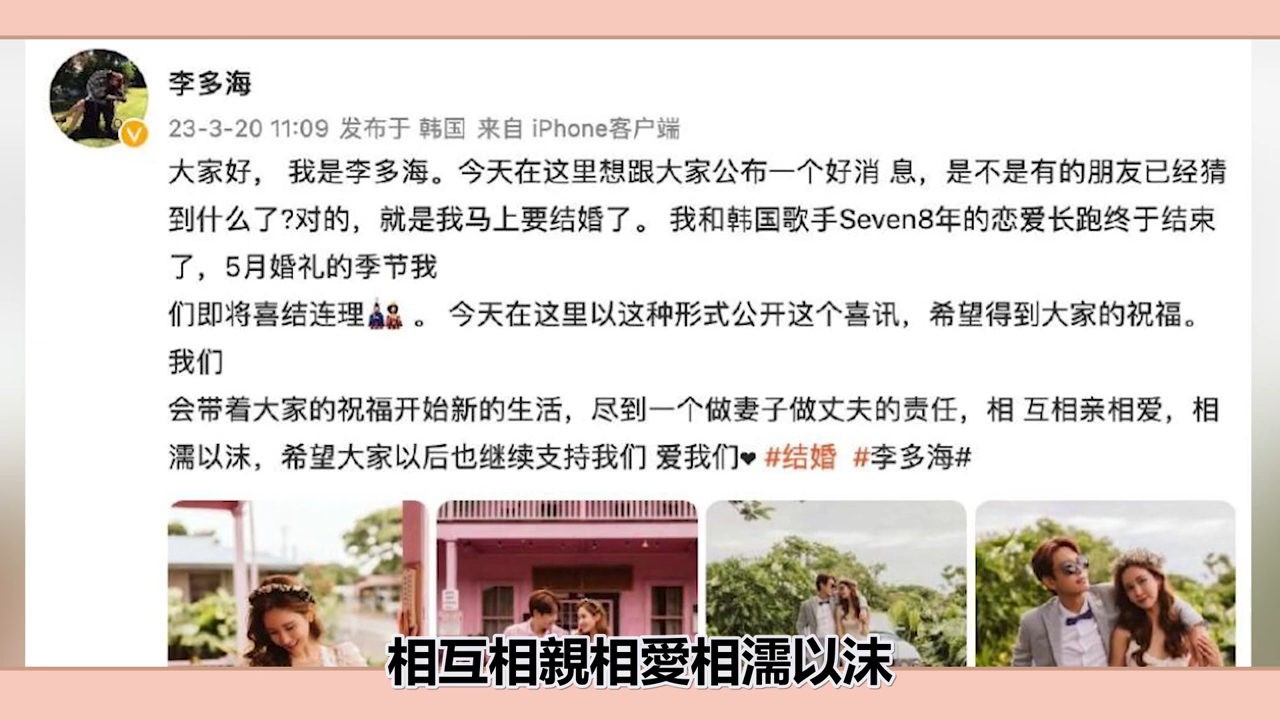 李多海
23-3-20 11:09 发布于 韩国 来自 iPhone客户端
大家好， 我是李多海。今天在这里想跟大家公布一个好消 息，是不是有的朋友已经猜
到什么了?对的，就是我马上要结婚了。 我和韩国歌手Seven8年的恋爱长跑终于结束
了，5月婚礼的季节我
们即将喜结连理 。 今天在这里以这种形式公开这个喜讯，希望得到大家的祝福。
我们
会带着大家的祝福开始新的生活，尽到一个做妻子做丈夫的责任，相 互相亲相爱，相
濡以沫，希望大家以后也继续支持我们 爱我们❤ #结婚 #李多海#
相互相親相愛相濡以沫